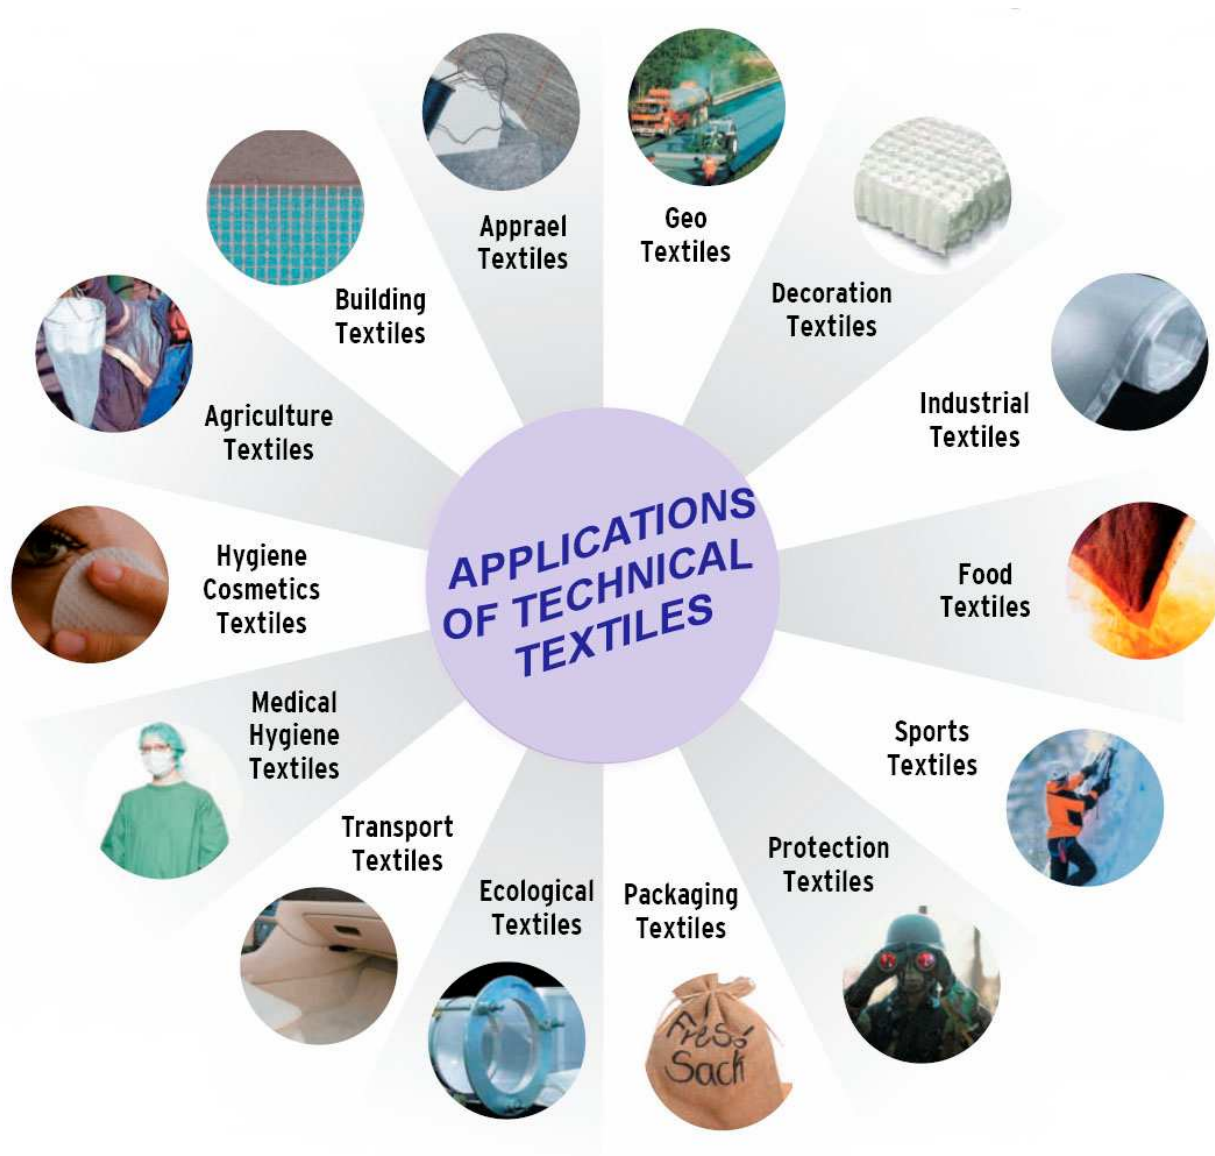 APPLICATIONS
OF TECHNICAL
TEXTILES
Apprael
Textiles
Geo
Textiles
Decoration
Textiles
Industrial
Textiles
Food
Textiles
Sports
Textiles
Protection
Textiles
Packaging
Textiles
Sack
Ecological
Textiles
Transport
Textiles
Medical
Hygiene
Textiles
Hygiene
Cosmetics
Textiles
Agriculture
Textiles
Building
Textiles